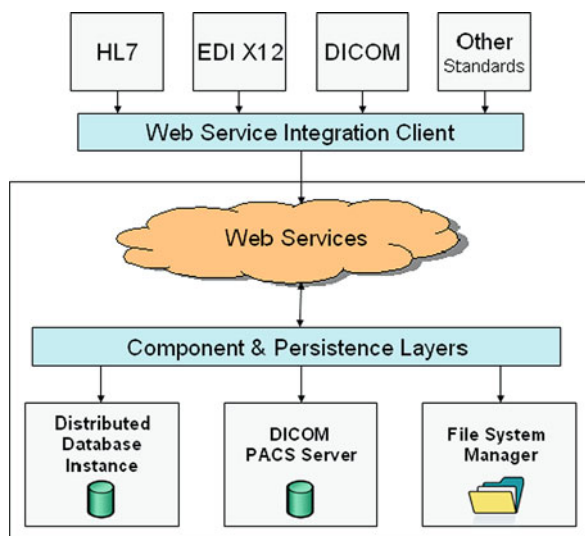 HL7
EDI X12
DICOM
Other
Standards
Web Service Integration Client
Web Services
Component & Persistence Layers
Distributed
Database
Instance
DICOM
PACS Server
File System
Manager